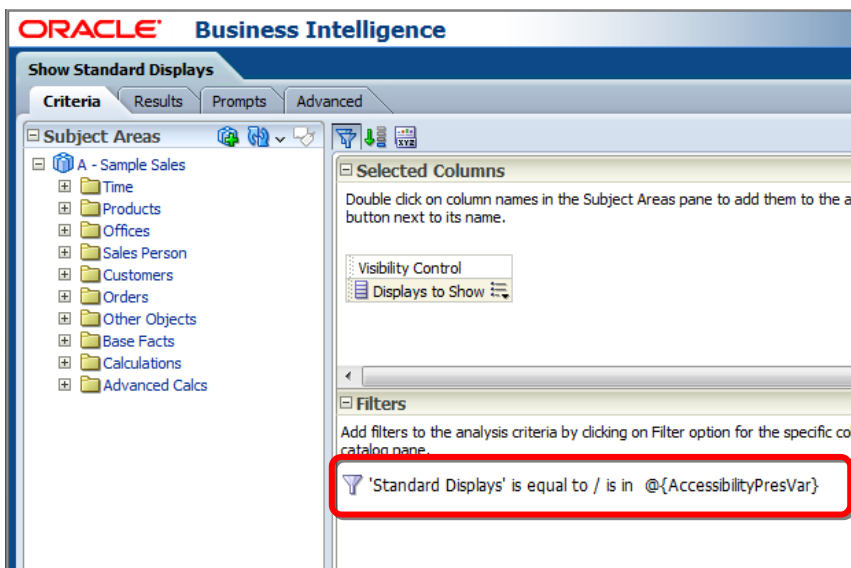 ORACLE Business Intelligence
Show Standard Displays
Criteria Results Prompts Advanced
Subject Areas
A - Sample Sales
Time
Products
Offices
Sales Person
Customers
Orders
Other Objects
Base Facts
Calculations
Advanced Calcs
XYZ
Selected Columns
Double click on column names in the Subject Areas pane to add them to the a
button next to its name.
Visibility Control
Displays to Show
Filters
Add filters to the analysis criteria by clicking on Filter option for the specific co
catalog pane.
'Standard Displays' is equal to / is in @{AccessibilityPresVar}